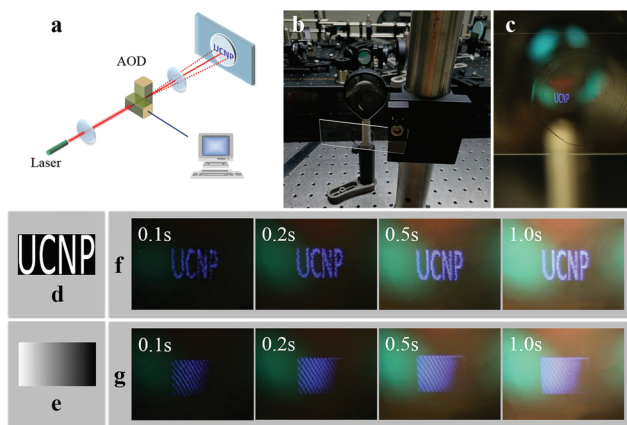 a
AOD
UCNP
Laser
b
c
UCNP
UCNP
d
f
0.1s
UCNP
0.2s
UCNP
0.5s
UCNP
1.0s
UCNP
e
g
0.1s
0.2s
0.5s
1.0s